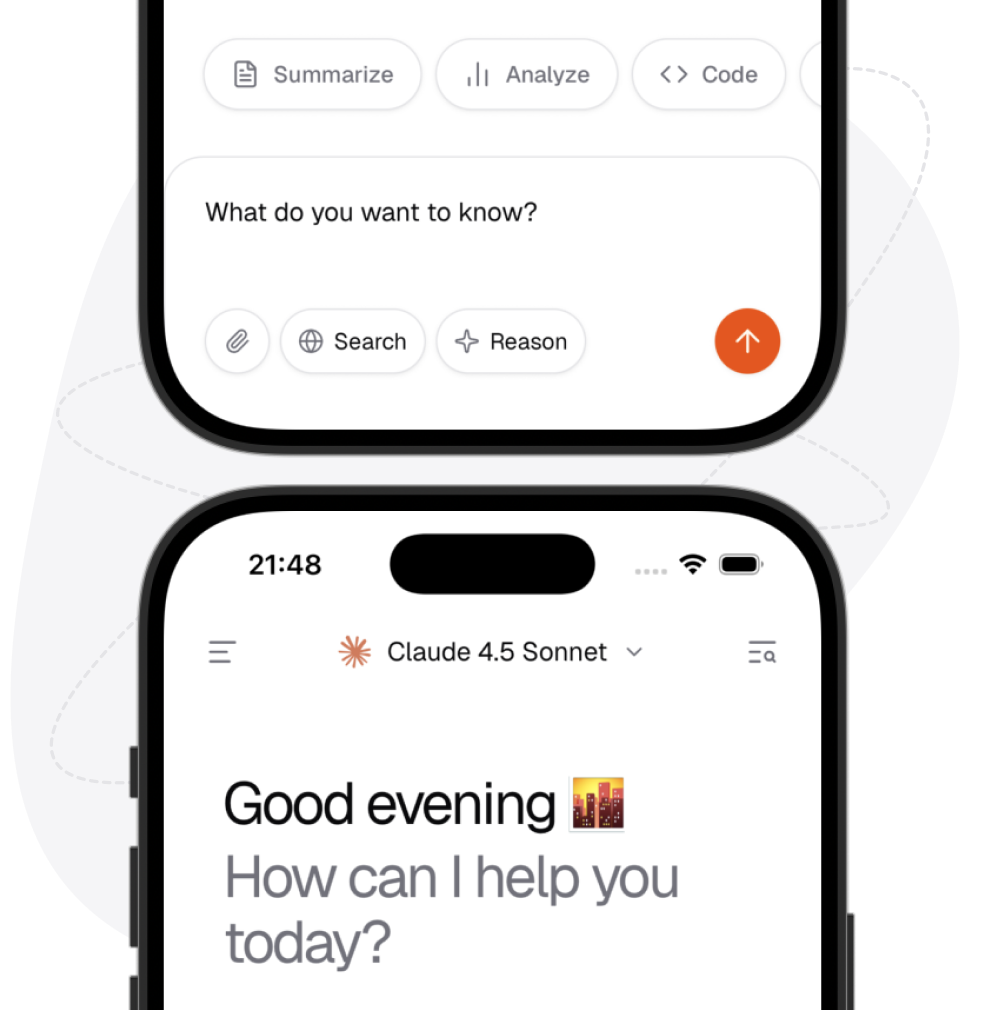 Summarize Analyze Code
What do you want to know?
Search Reason
21:48
Claude 4.5 Sonnet
Good evening 🌇
How can I help you
today?